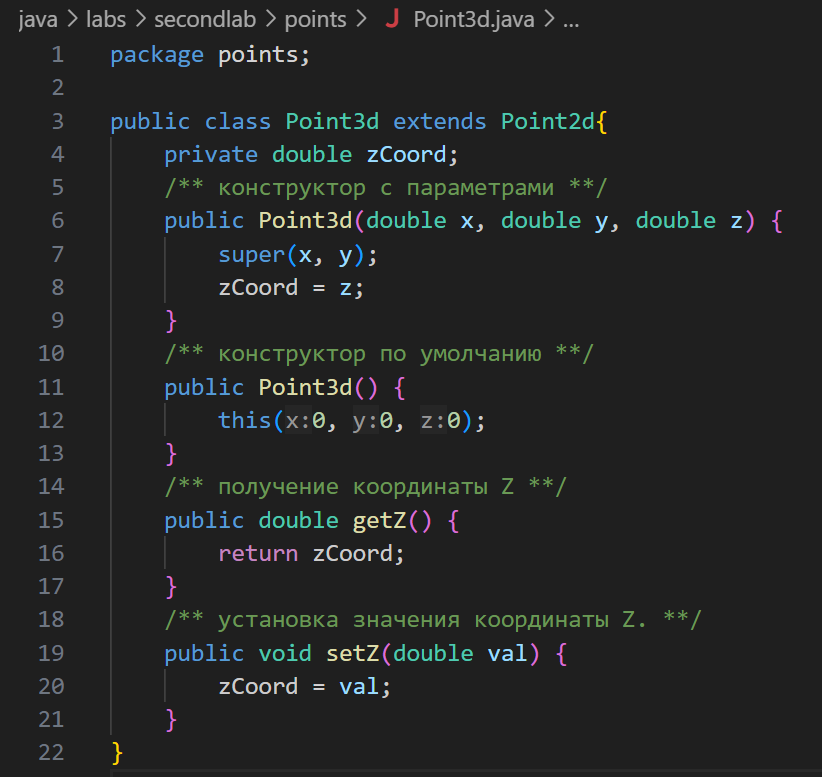 java > labs > secondlab > points > J Point3d.java > ...
1 package points;
2
3 public class Point3d extends Point2d{
4     private double zCoord;
5     /** конструктор с параметрами **/
6     public Point3d(double x, double y, double z) {
7         super(x, y);
8         zCoord = z;
9     }
10     /** конструктор по умолчанию **/
11     public Point3d() {
12         this(x:0, y:0, z:0);
13     }
14     /** получение координаты Z **/
15     public double getZ() {
16         return zCoord;
17     }
18     /** установка значения координаты Z. **/
19     public void setZ(double val) {
20         zCoord = val;
21     }
22 }